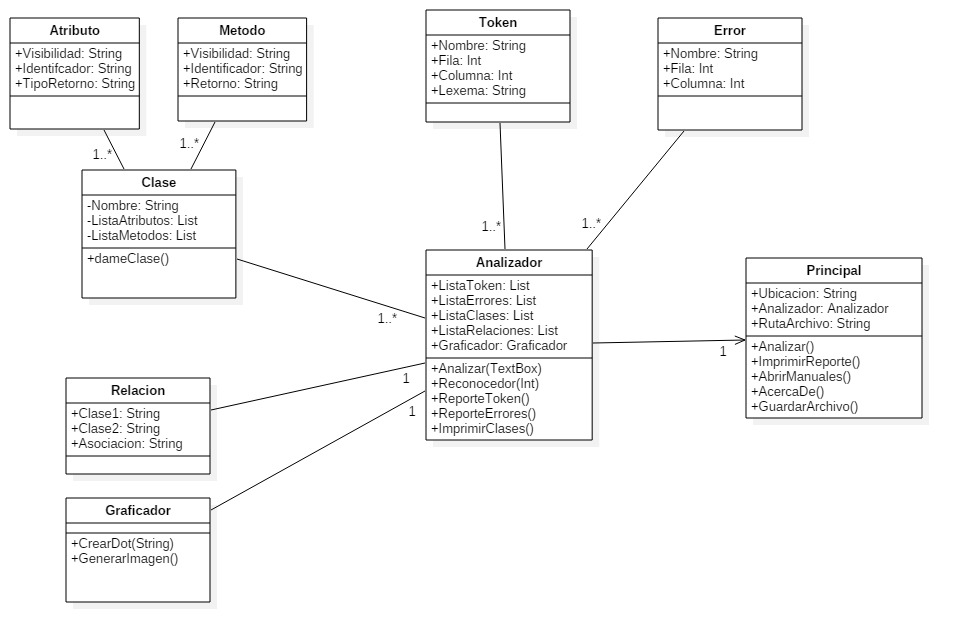 Atributo
+Visibilidad: String
+Identifcador: String
+TipoRetorno: String
Metodo
+Visibilidad: String
+Identificador: String
+Retorno: String
Token
+Nombre: String
+Fila: Int
+Columna: Int
+Lexema: String
Error
+Nombre: String
+Fila: Int
+Columna: Int
1..*
1..*
Clase
-Nombre: String
-ListaAtributos: List
-ListaMetodos: List
+dameClase()
1..*
1..*
1..*
Analizador
+ListaToken: List
+ListaErrores: List
+ListaClases: List
+ListaRelaciones: List
+Graficador: Graficador
+Analizar(TextBox)
+Reconocedor(Int)
+ReporteToken()
+ReporteErrores()
+ImprimirClases()
Principal
+Ubicacion: String
+Analizador: Analizador
+RutaArchivo: String
+Analizar()
+ImprimirReporte()
+AbrirManuales()
+AcercaDe()
+GuardarArchivo()
1
1
1
Relacion
+Clase1: String
+Clase2: String
+Asociacion: String
Graficador
+CrearDot(String)
+GenerarImagen()